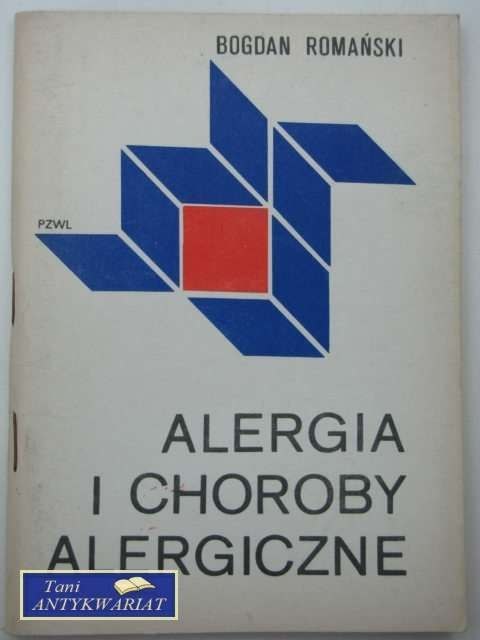 BOGDAN ROMAŃSKI
PZWL
ALERGIA
I CHOROBY
ALERGICZNE
Tani
ANTYKWARIAT